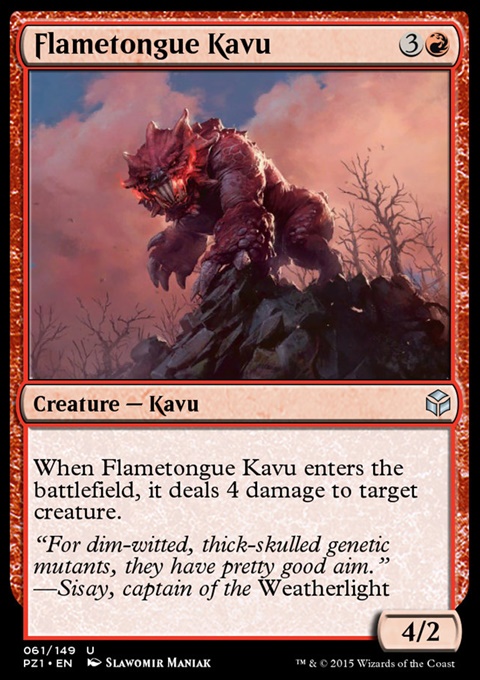 Flametongue Kavu 3
Creature — Kavu
When Flametongue Kavu enters the
battlefield, it deals 4 damage to target
creature.
“For dim-witted, thick-skulled genetic
mutants, they have pretty good aim.”
—Sisay, captain of the Weatherlight
4/2
061/149 U
PZ1 • EN Slawomir Maniak
™ & © 2015 Wizards of the Coast